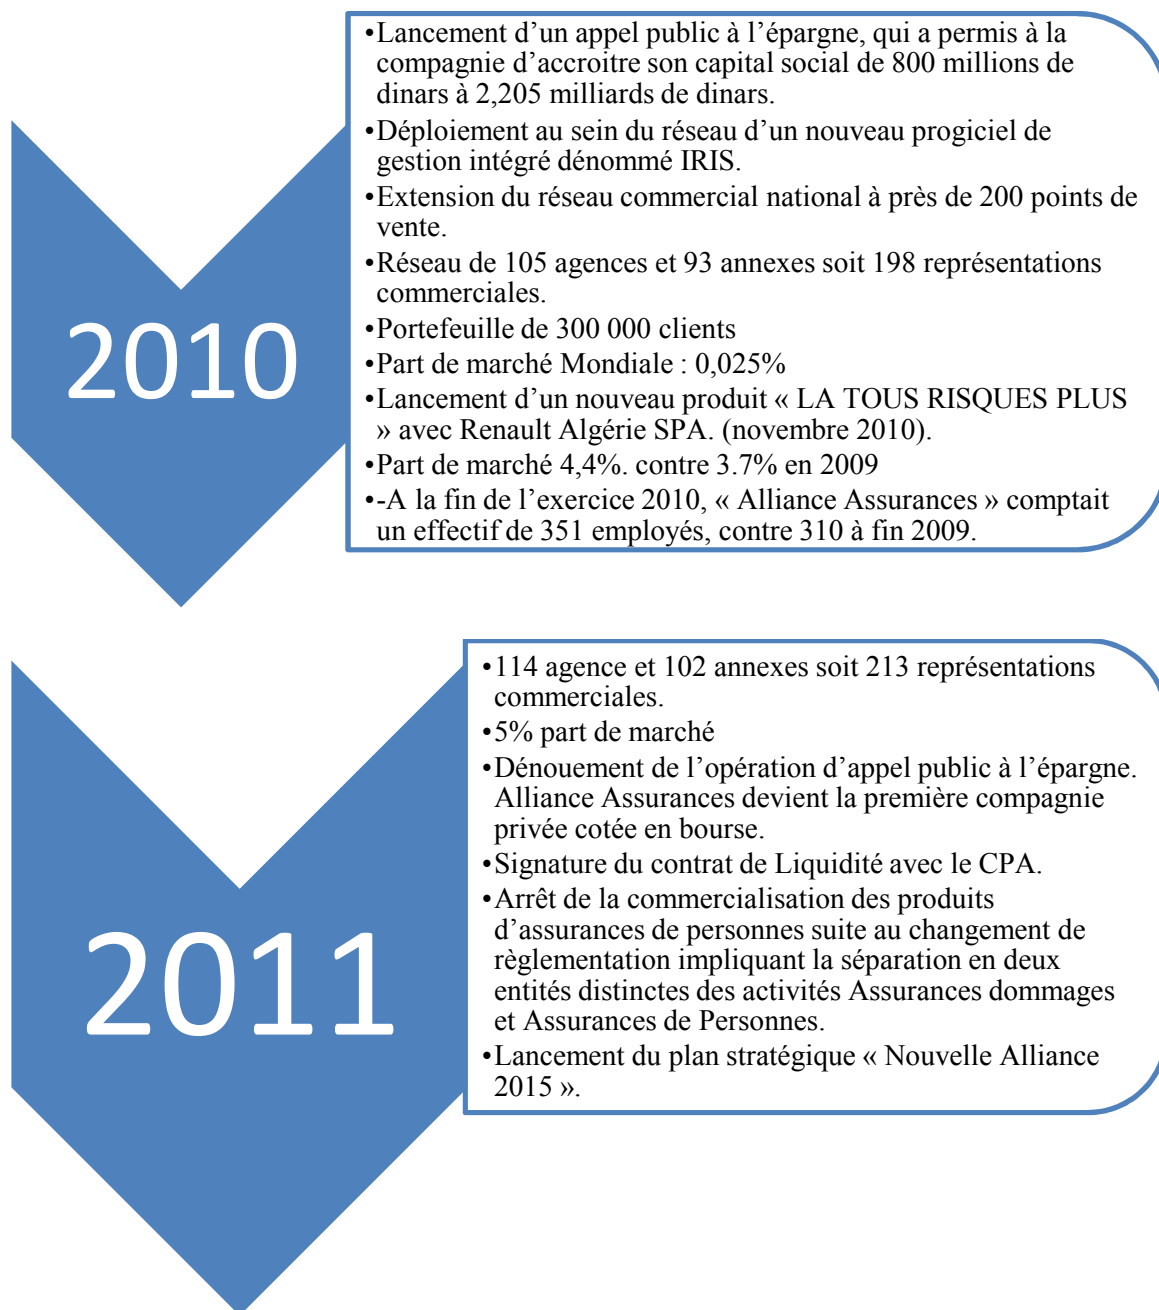 2010
•Lancement d’un appel public à l’épargne, qui a permis à la
compagnie d’accroitre son capital social de 800 millions de
dinars à 2,205 milliards de dinars.
•Déploiement au sein du réseau d’un nouveau progiciel de
gestion intégré dénommé IRIS.
•Extension du réseau commercial national à près de 200 points de
vente.
•Réseau de 105 agences et 93 annexes soit 198 représentations
commerciales.
•Portefeuille de 300 000 clients
•Part de marché Mondiale : 0,025%
•Lancement d’un nouveau produit « LA TOUS RISQUES PLUS
» avec Renault Algérie SPA. (novembre 2010).
•Part de marché 4,4%. contre 3.7% en 2009
•-A la fin de l’exercice 2010, « Alliance Assurances » comptait
un effectif de 351 employés, contre 310 à fin 2009.
2011
•114 agence et 102 annexes soit 213 représentations
commerciales.
•5% part de marché
•Dénouement de l’opération d’appel public à l’épargne.
Alliance Assurances devient la première compagnie
privée cotée en bourse.
•Signature du contrat de Liquidité avec le CPA.
•Arrêt de la commercialisation des produits
d’assurances de personnes suite au changement de
règlementation impliquant la séparation en deux
entités distinctes des activités Assurances dommages
et Assurances de Personnes.
•Lancement du plan stratégique « Nouvelle Alliance
2015 ».